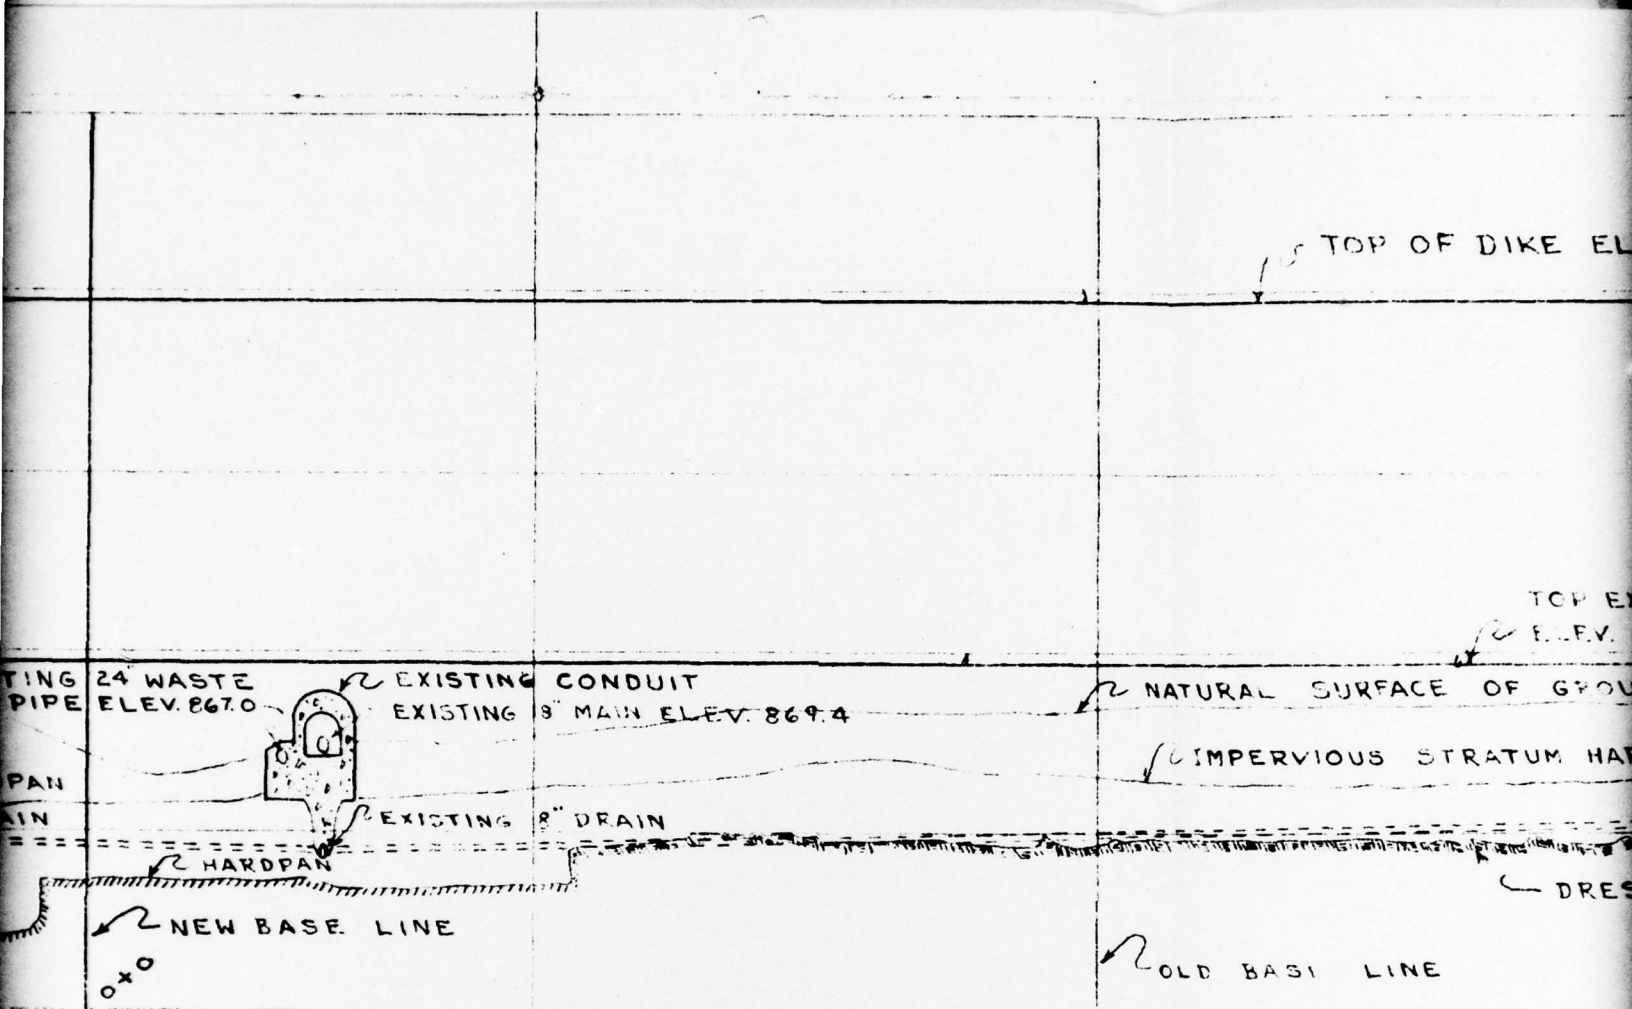 TOP OF DIKE EL
TOP E
ELEV.
TING 24" WASTE
PIPE ELEV. 867.0
EXISTING CONDUIT
EXISTING 8" MAIN ELEV. 869.4
NATURAL SURFACE OF GROU
IMPERVIOUS STRATUM HA
PAN
AIN
EXISTING 8" DRAIN
HARDPAN
DRES
NEW BASE LINE
OLD BASE LINE
0+0